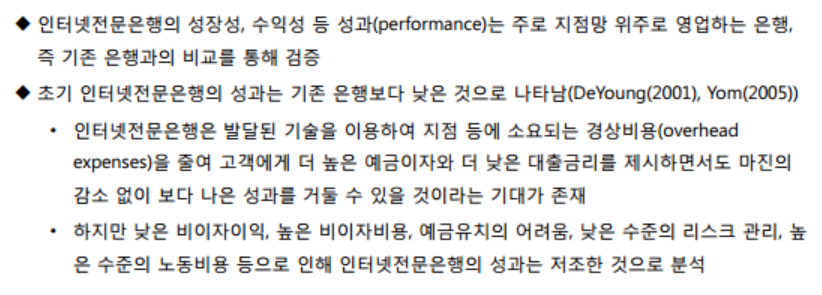 ◆ 인터넷전문은행의 성장성, 수익성 등 성과(performance)는 주로 지점망 위주로 영업하는 은행,
즉 기존 은행과의 비교를 통해 검증
◆ 초기 인터넷전문은행의 성과는 기존 은행보다 낮은 것으로 나타남(DeYoung(2001), Yom(2005))
• 인터넷전문은행은 발달된 기술을 이용하여 지점 등에 소요되는 경상비용(overhead
expenses)을 줄여 고객에게 더 높은 예금이자와 더 낮은 대출금리를 제시하면서도 마진의
감소 없이 보다 나은 성과를 거둘 수 있을 것이라는 기대가 존재
• 하지만 낮은 비이자이익, 높은 비이자비용, 예금유치의 어려움, 낮은 수준의 리스크 관리, 높
은 수준의 노동비용 등으로 인해 인터넷전문은행의 성과는 저조한 것으로 분석